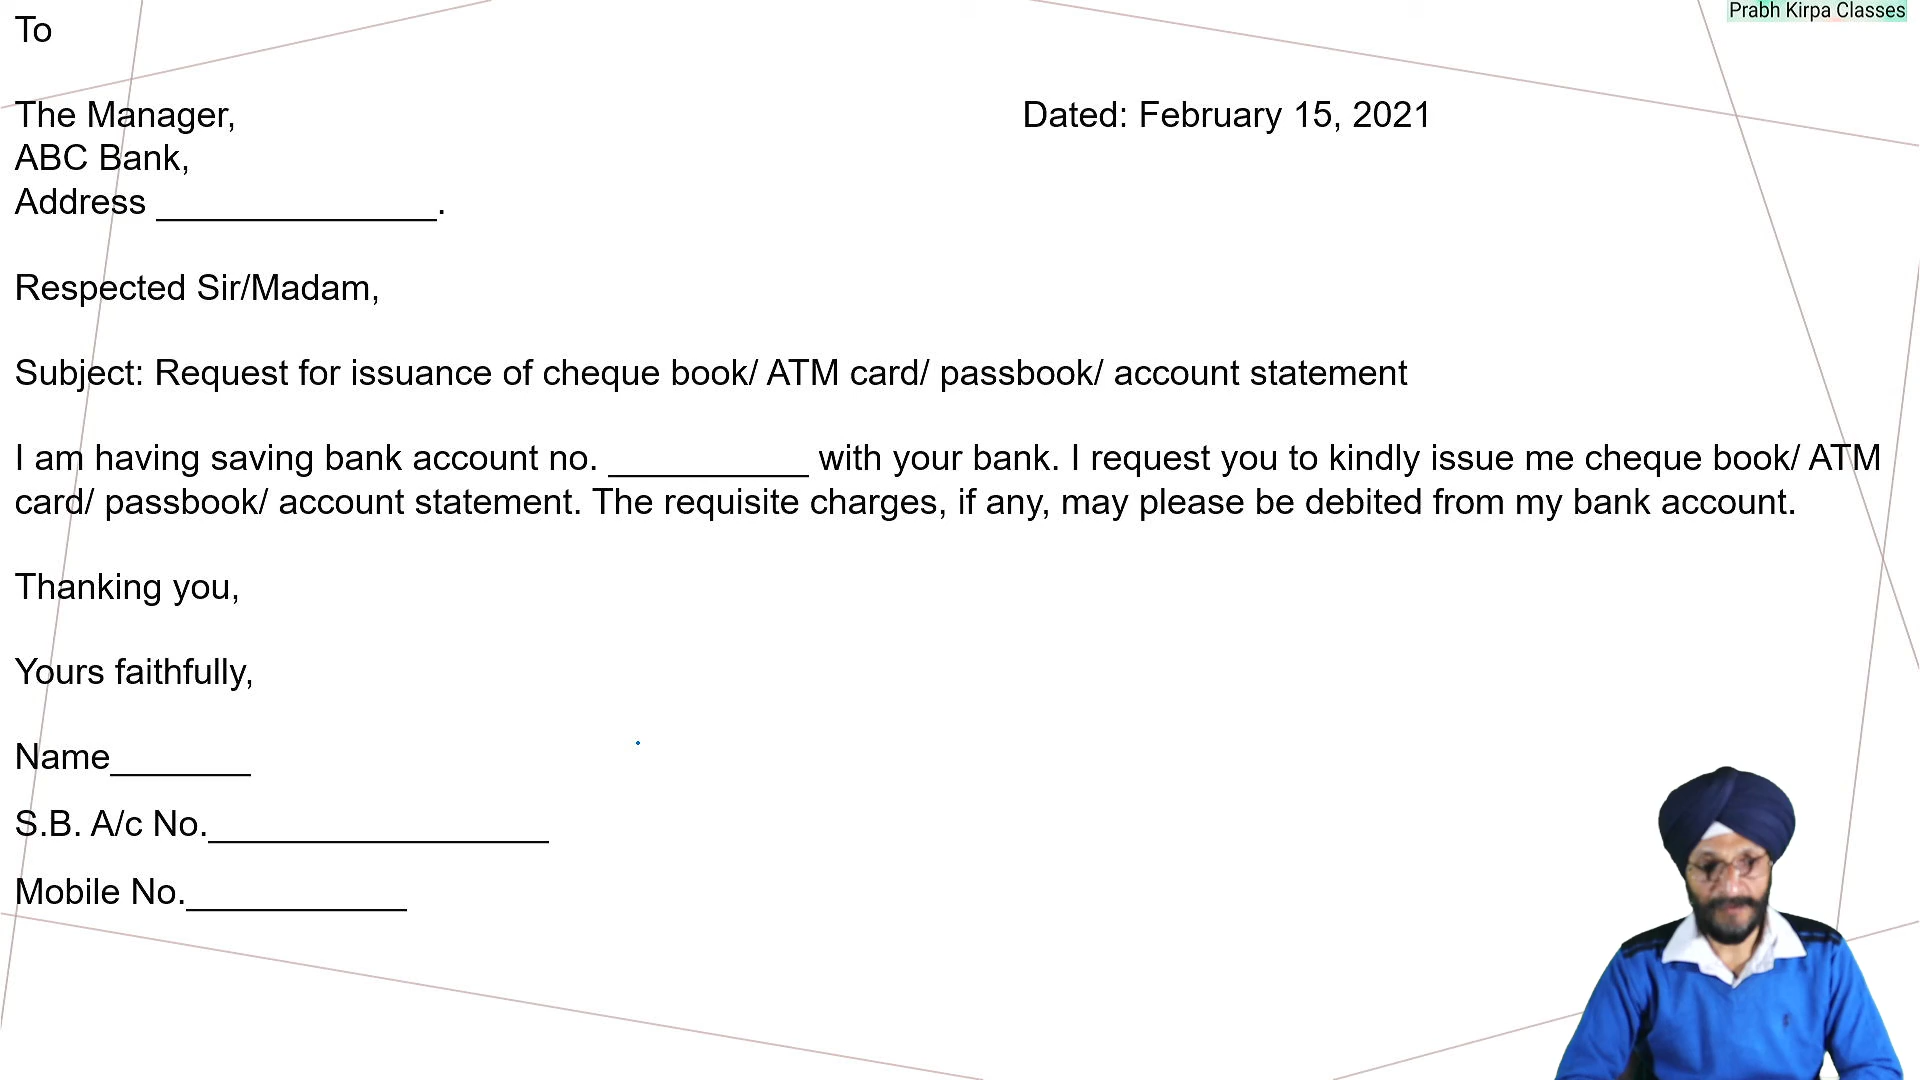 Prabh Kirpa Classes
To
The Manager,
Dated: February 15, 2021
ABC Bank,
Address ______________.
Respected Sir/Madam,
Subject: Request for issuance of cheque book/ ATM card/ passbook/ account statement
I am having saving bank account no. __________ with your bank. I request you to kindly issue me cheque book/ ATM
card/ passbook/ account statement. The requisite charges, if any, may please be debited from my bank account.
Thanking you,
Yours faithfully,
Name_______
S.B. A/c No._________________
Mobile No.___________